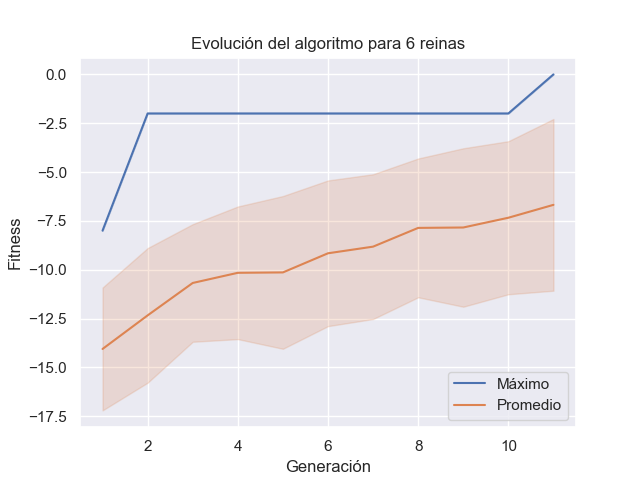 Evolución del algoritmo para 6 reinas
Fitness
0.0
−2.5
−5.0
−7.5
−10.0
−12.5
−15.0
−17.5
2
4
6
8
10
Generación
Máximo
Promedio